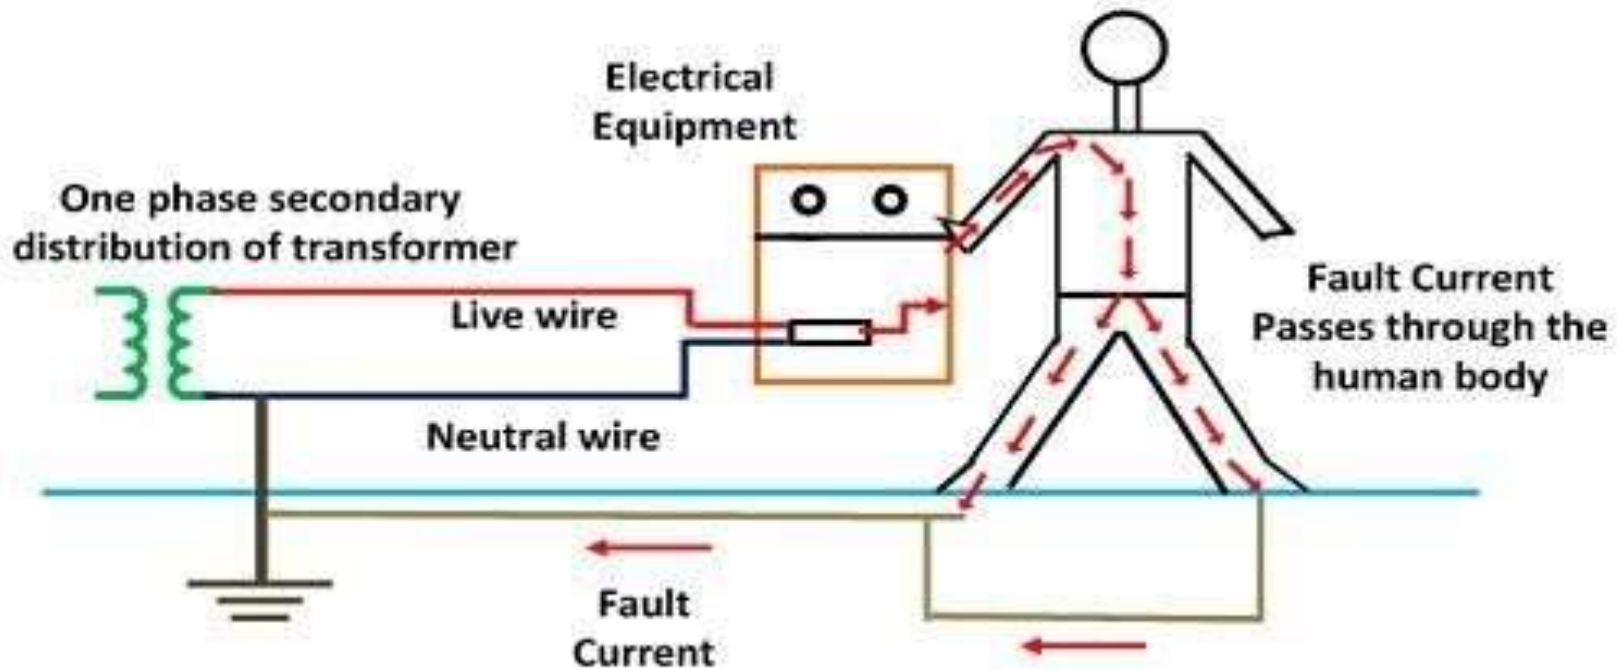 Electrical
Equipment
One phase secondary
distribution of transformer
Live wire
Fault Current
Passes through the
human body
Neutral wire
Fault
Current